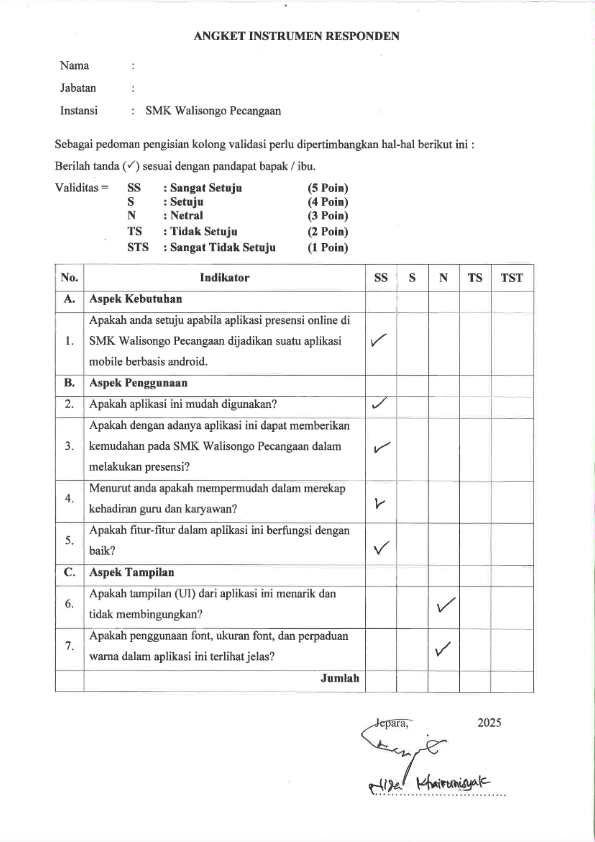 ANGKET INSTRUMEN RESPONDEN
Nama :
Jabatan :
Instansi : SMK Walisongo Pecangaan
Sebagai pedoman pengisian kolong validasi perlu dipertimbangkan hal-hal berikut ini :
Berilah tanda (✓) sesuai dengan pandapat bapak / ibu.
Validitas = SS : Sangat Setuju (5 Poin)
S : Setuju (4 Poin)
N : Netral (3 Poin)
TS : Tidak Setuju (2 Poin)
STS : Sangat Tidak Setuju (1 Poin)
No. Indikator SS S N TS TST
A. Aspek Kebutuhan
Apakah anda setuju apabila aplikasi presensi online di
1. SMK Walisongo Pecangaan dijadikan suatu aplikasi ✓
mobile berbasis android.
B. Aspek Penggunaan
2. Apakah aplikasi ini mudah digunakan? ✓
Apakah dengan adanya aplikasi ini dapat memberikan
3. kemudahan pada SMK Walisongo Pecangaan dalam ✓
melakukan presensi?
4. Menurut anda apakah mempermudah dalam merekap ✓
kehadiran guru dan karyawan?
5. Apakah fitur-fitur dalam aplikasi ini berfungsi dengan ✓
baik?
C. Aspek Tampilan
6. Apakah tampilan (UI) dari aplikasi ini menarik dan ✓
tidak membingungkan?
7. Apakah penggunaan font, ukuran font, dan perpaduan ✓
warna dalam aplikasi ini terlihat jelas?
Jumlah
Jepara, 2025
Khairunisyak